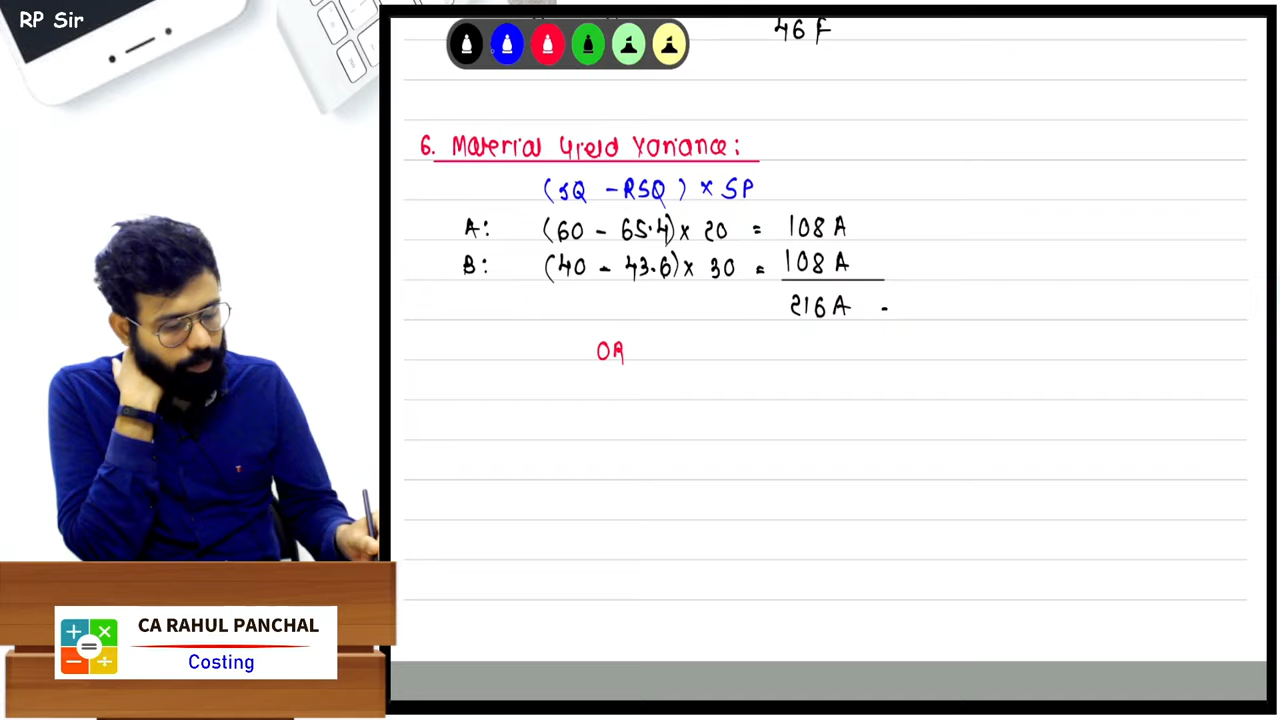 RP Sir
46 F
6. Material Yield Variance:
(SQ - RSQ) × SP
A: (60 - 65.4) × 20 = 108 A
B: (40 - 43.6) × 30 = 108 A
216 A -
OR
CA RAHUL PANCHAL
Costing